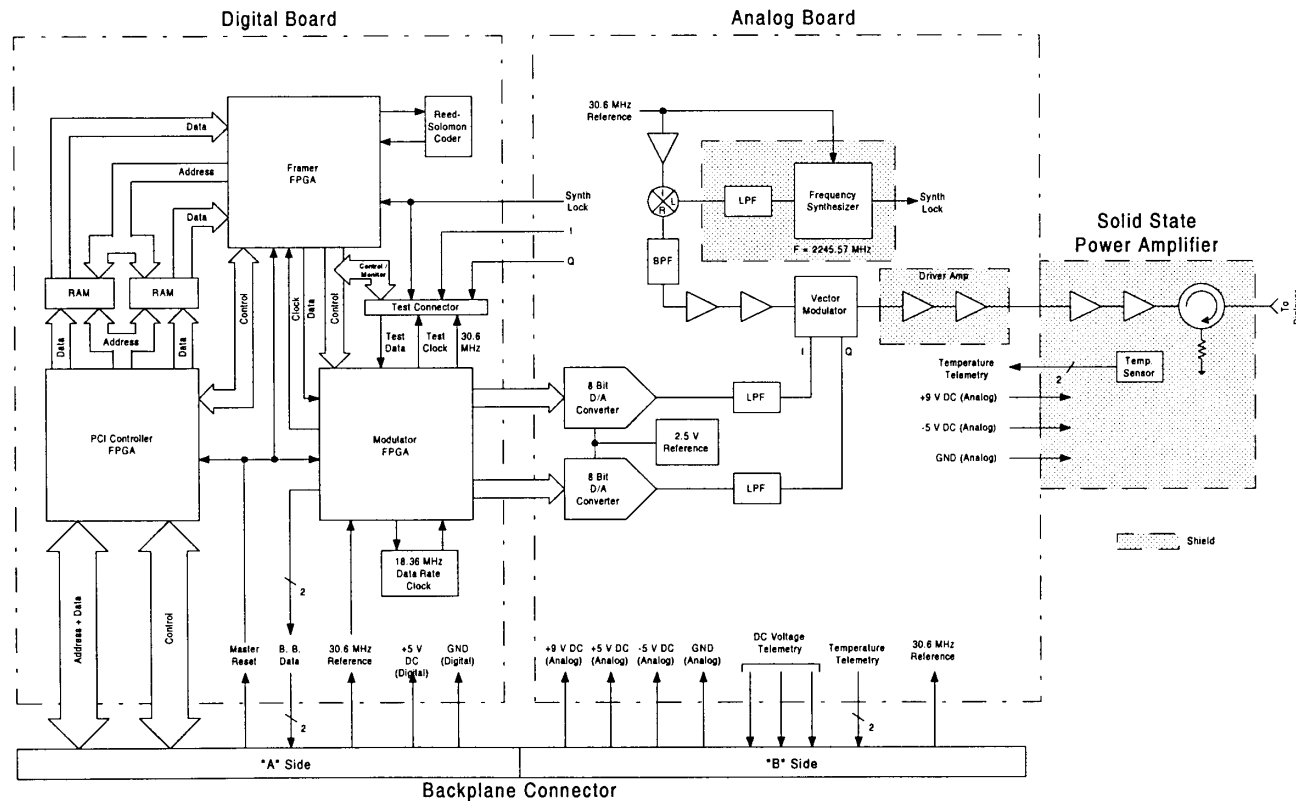 Digital Board
Analog Board
Solid State
Power Amplifier
Framer
FPGA
Reed-
Solomon
Coder
Data
Address
Data
RAM
RAM
Data
Address
Data
Control
Clock
Data
Control
Control /
Monitor
Test Connector
Test
Data
Test
Clock
30.6
MHz
Synth
Lock
I
Q
PCI Controller
FPGA
Modulator
FPGA
18.36 MHz
Data Rate
Clock
Address + Data
Control
2
Master
Reset
B. B.
Data
30.6 MHz
Reference
+5 V
DC
(Digital)
GND
(Digital)
2
30.6 MHz
Reference
I
L
R
LPF
Frequency
Synthesizer
Synth
Lock
F = 2245.57 MHz
BPF
Vector
Modulator
I
Q
Driver Amp
8 Bit
D/A
Converter
LPF
2.5 V
Reference
8 Bit
D/A
Converter
LPF
To
Temperature
Telemetry
2
Temp.
Sensor
+9 V DC (Analog)
-5 V DC (Analog)
GND (Analog)
Shield
+9 V DC
(Analog)
+5 V DC
(Analog)
-5 V DC
(Analog)
GND
(Analog)
DC Voltage
Telemetry
Temperature
Telemetry
2
30.6 MHz
Reference
"A" Side
"B" Side
Backplane Connector